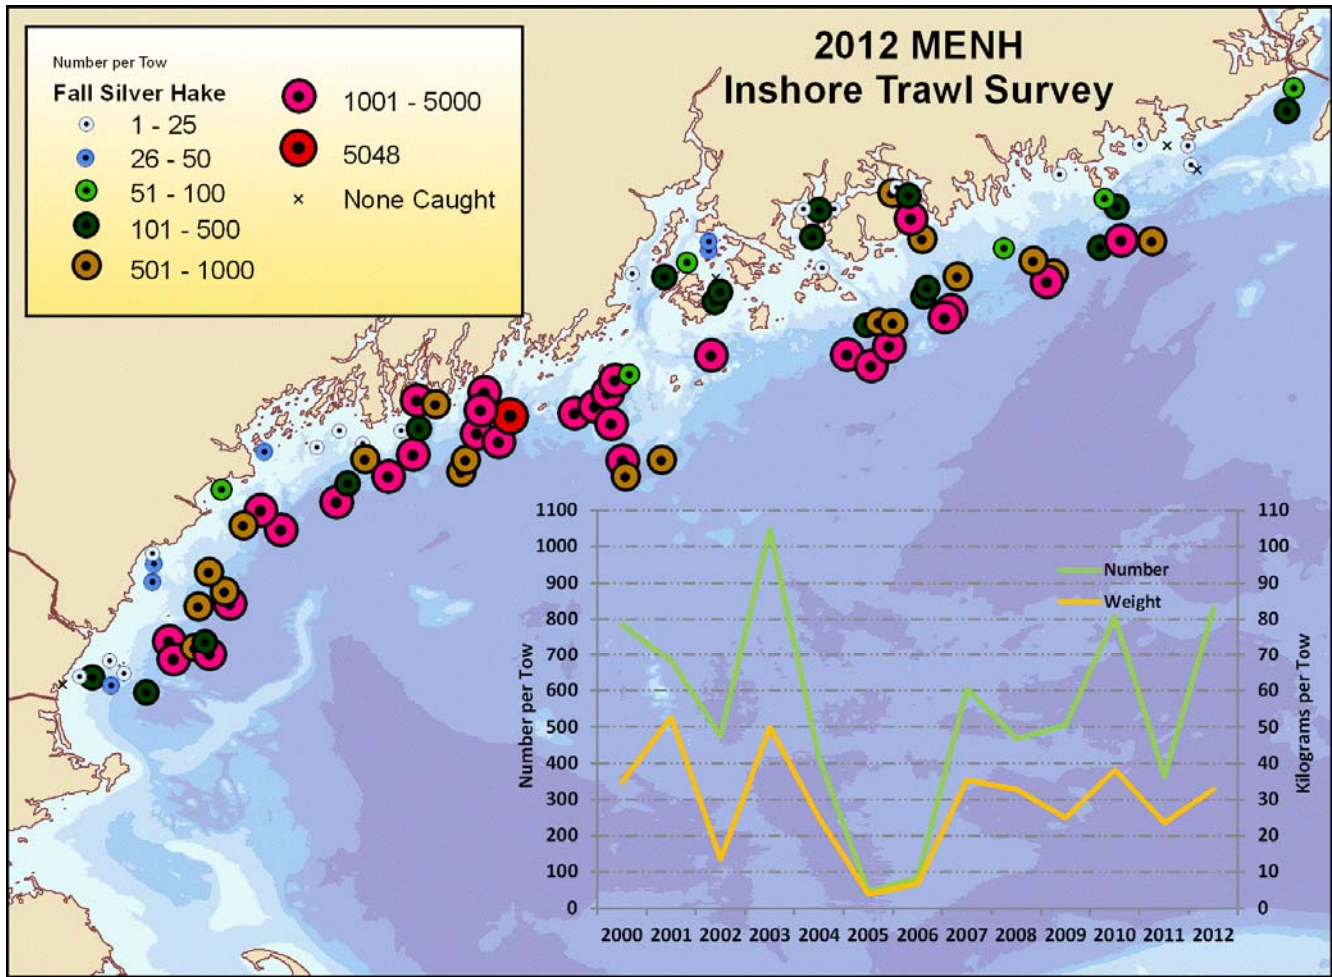 2012 MENH
Inshore Trawl Survey
Number per Tow
Fall Silver Hake
1 - 25
26 - 50
51 - 100
101 - 500
501 - 1000
1001 - 5000
5048
None Caught
Number per Tow
1100
1000
900
800
700
600
500
400
300
200
100
0
Number
Weight
110
100
90
80
70
60
50
40
30
20
10
0
Kilograms per Tow
2000 2001 2002 2003 2004 2005 2006 2007 2008 2009 2010 2011 2012